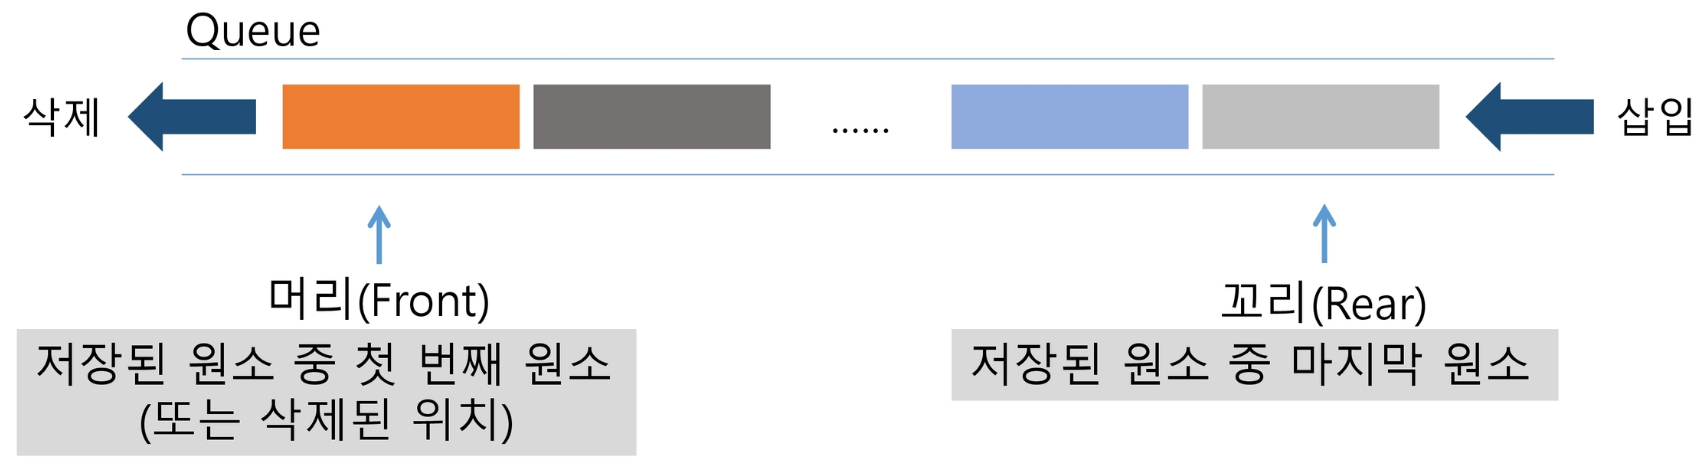 Queue
삭제
......
삽입
머리(Front)
꼬리(Rear)
저장된 원소 중 첫 번째 원소
(또는 삭제된 위치)
저장된 원소 중 마지막 원소